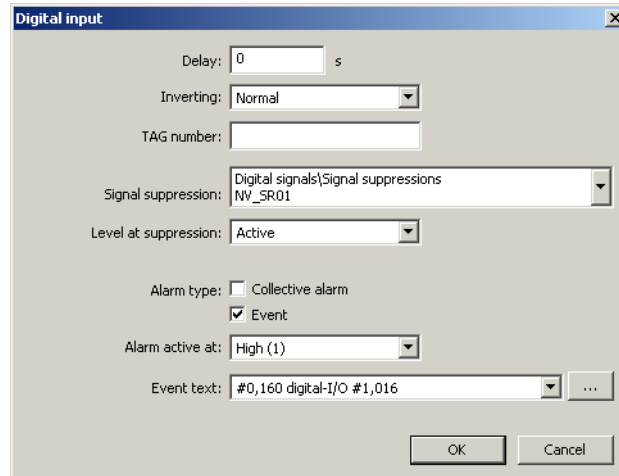 Digital input
Delay: 0 s
Inverting: Normal
TAG number:
Signal suppression: Digital signals\Signal suppressions
NV_SR01
Level at suppression: Active
Alarm type: Collective alarm
Event
Alarm active at: High (1)
Event text: #0,160 digital-I/O #1,016 ...
OK Cancel